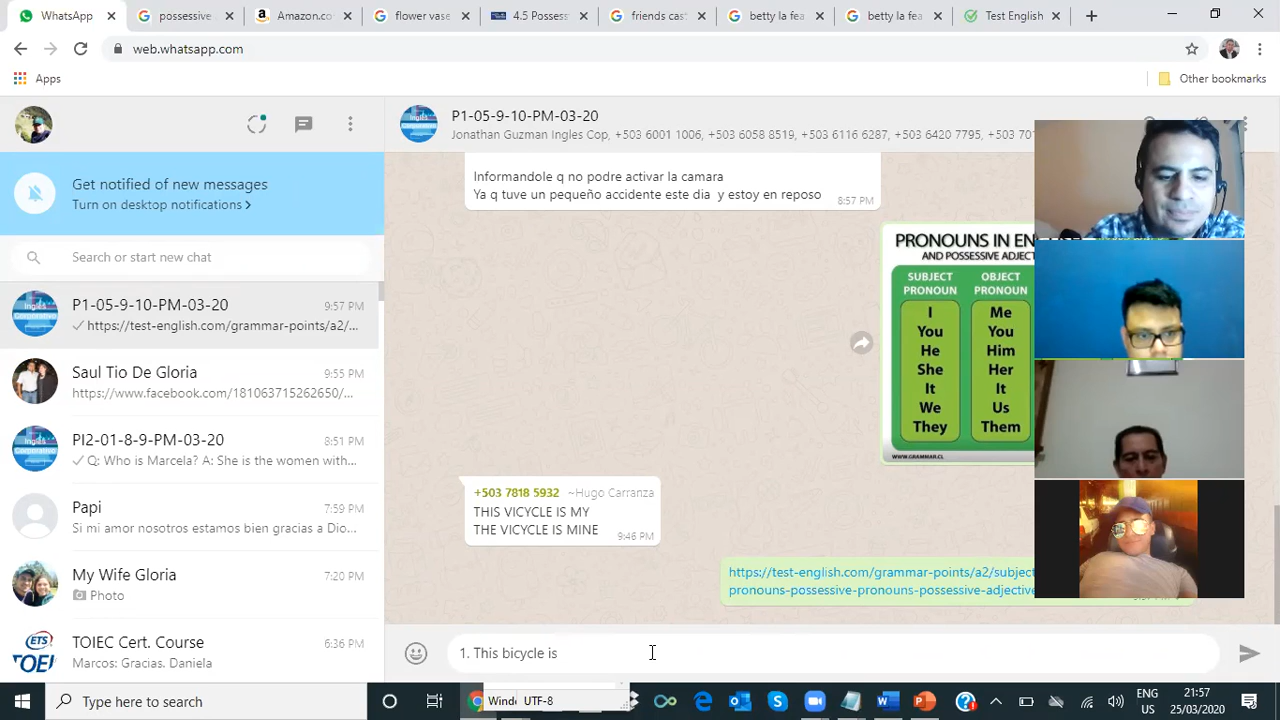 WhatsApp
possessive
Amazon.co
flower vase
4.5 Possess
friends cast
betty la fea
betty la fea
Test English
web.whatsapp.com
Apps
Other bookmarks
P1-05-9-10-PM-03-20
Jonathan Guzman Ingles Cop, +503 6001 1006, +503 6058 8519, +503 6116 6287, +503 6420 7795, +503
Get notified of new messages
Turn on desktop notifications >
Search or start new chat
P1-05-9-10-PM-03-20
9:57 PM
https://test-english.com/grammar-points/a2/...
Saul Tio De Gloria
9:55 PM
https://www.facebook.com/181063715262650/...
PI2-01-8-9-PM-03-20
8:51 PM
Q: Who is Marcela? A: She is the women with...
Papi
7:59 PM
Si mi amor nosotros estamos bien gracias a Dio...
My Wife Gloria
7:20 PM
Photo
TOIEC Cert. Course
6:36 PM
Marcos: Gracias. Daniela
ETS
TOEI
Informandole q no podre activar la camara
Ya q tuve un pequeño accidente este dia y estoy en reposo
8:57 PM
PRONOUNS IN EN
AND POSSESSIVE ADJECT
SUBJECT PRONOUN
OBJECT PRONOUN
I Me
You You
He Him
She Her
It It
We Us
They Them
WWW.GRAMMAR.CL
+503 7818 5932 ~Hugo Carranza
THIS VICYCLE IS MY
THE VICYCLE IS MINE
9:46 PM
https://test-english.com/grammar-points/a2/subject
pronouns-possessive-pronouns-possessive-adjective
1. This bicycle is
Type here to search
Wind UTF-8
ENG
US
21:57
25/03/2020